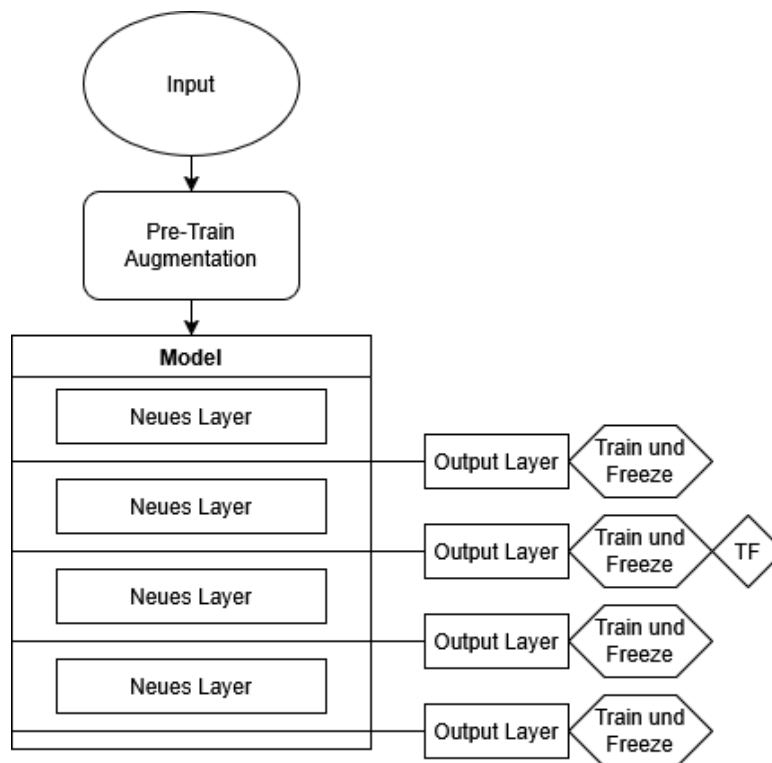 Input
Pre-Train
Augmentation
Model
Neues Layer
Output Layer
Train und
Freeze
Neues Layer
Output Layer
Train und
Freeze
TF
Neues Layer
Output Layer
Train und
Freeze
Neues Layer
Output Layer
Train und
Freeze